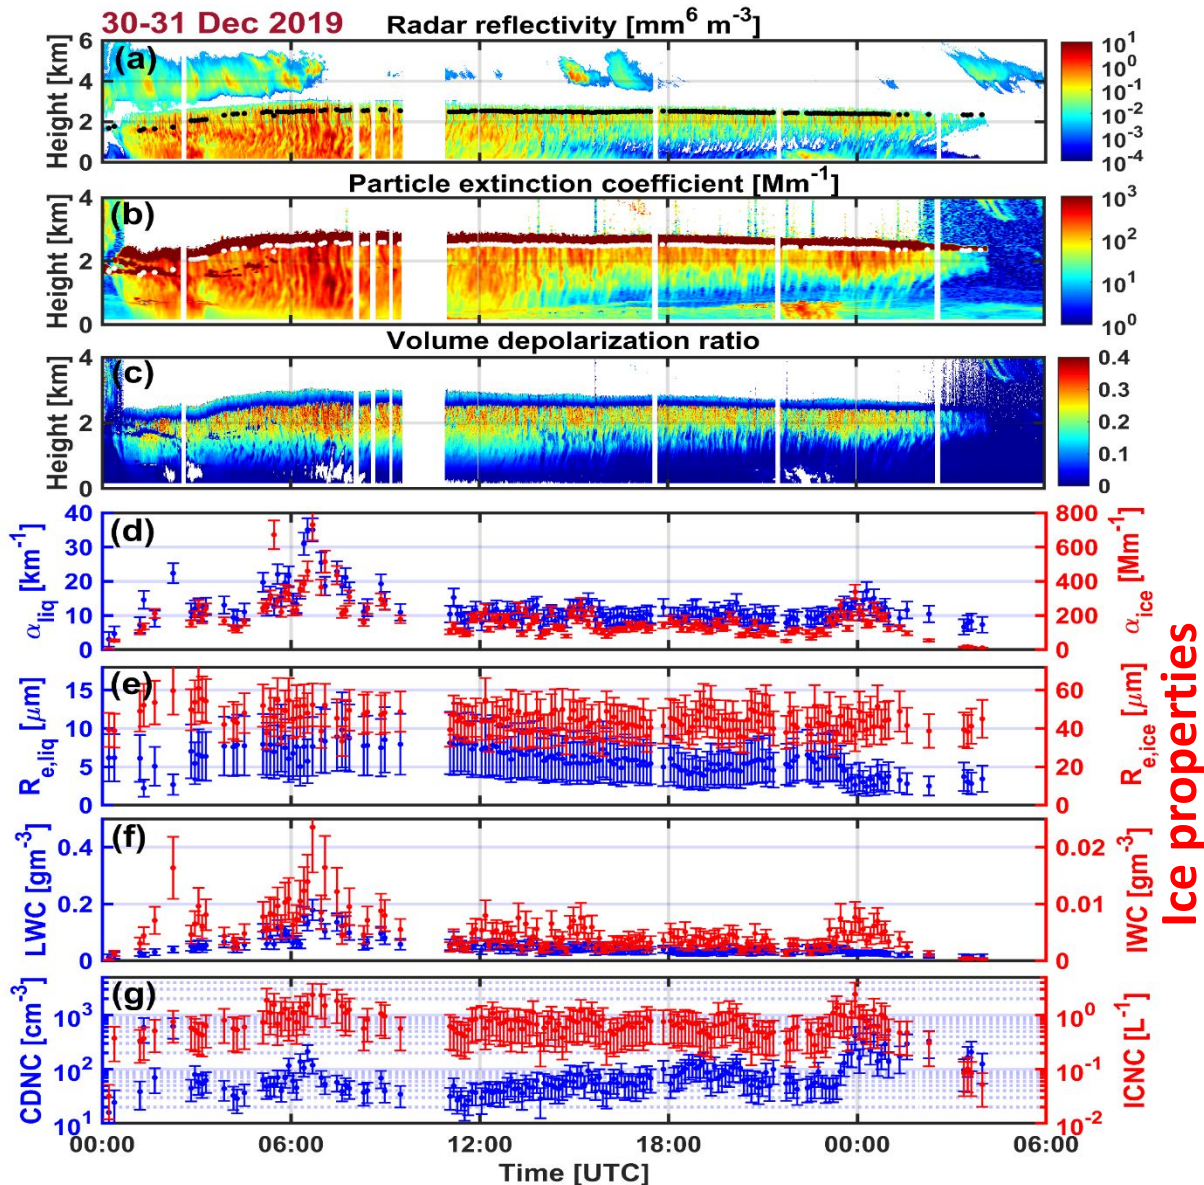 30-31 Dec 2019 Radar reflectivity [mm⁶ m⁻³]
(a)
Height [km]
6
4
2
0
10¹
10⁰
10⁻¹
10⁻²
10⁻³
10⁻⁴
Particle extinction coefficient [Mm⁻¹]
(b)
Height [km]
4
2
0
10³
10²
10¹
10⁰
Volume depolarization ratio
(c)
Height [km]
4
2
0
0.4
0.3
0.2
0.1
0
(d)
α_liq [km⁻¹]
40
30
20
10
0
800
600
400
200
0
α_ice [Mm⁻¹]
(e)
R_e,liq [μm]
15
10
5
0
60
40
20
0
R_e,ice [μm]
(f)
LWC [gm⁻³]
0.4
0.2
0
0.02
0.01
0
IWC [gm⁻³]
(g)
CDNC [cm⁻³]
10³
10²
10¹
10⁰
10⁻¹
10⁻²
ICNC [L⁻¹]
Ice properties
00:00 06:00 12:00 18:00 00:00 06:00
Time [UTC]